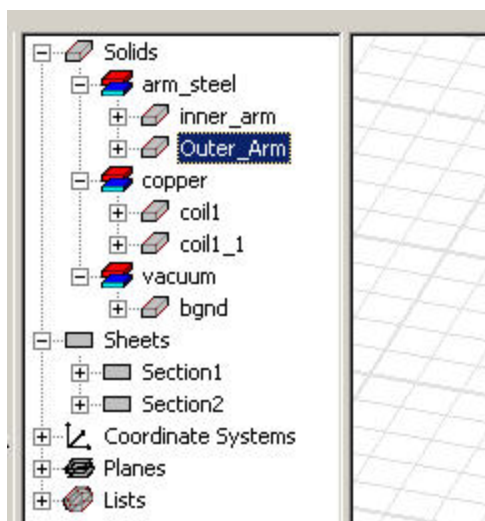 Solids
arm_steel
inner_arm
Outer_Arm
copper
coil1
coil1_1
vacuum
bgnd
Sheets
Section1
Section2
Coordinate Systems
Planes
Lists